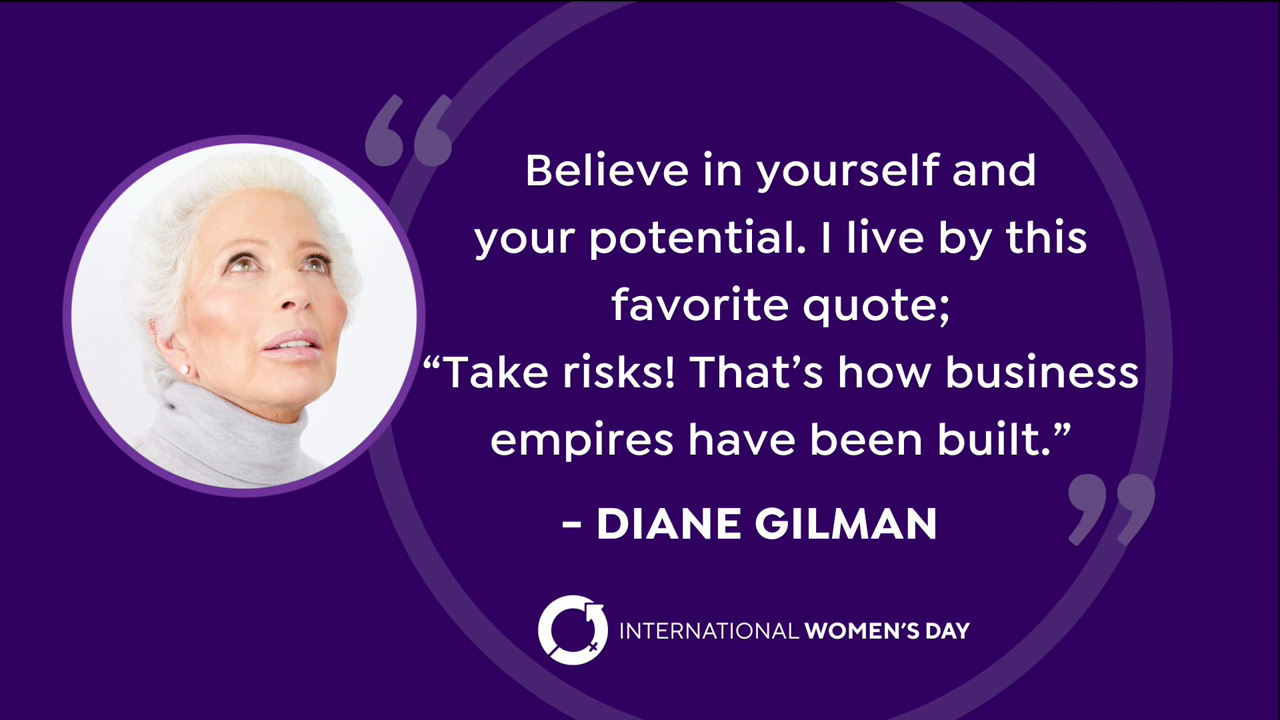 Believe in yourself and
your potential. I live by this
favorite quote;
“Take risks! That’s how business
empires have been built.”
– DIANE GILMAN
INTERNATIONAL WOMEN’S DAY